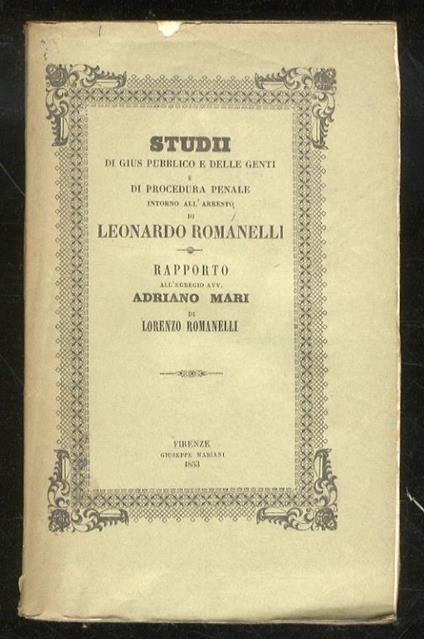 STUDII
DI GIUS PUBBLICO E DELLE GENTI
E
DI PROCEDURA PENALE
INTORNO ALL'ARRESTO
DI
LEONARDO ROMANELLI
RAPPORTO
ALL'EGREGIO AVV.
ADRIANO MARI
DI
LORENZO ROMANELLI
FIRENZE
GIUSEPPE MARIANI
1853